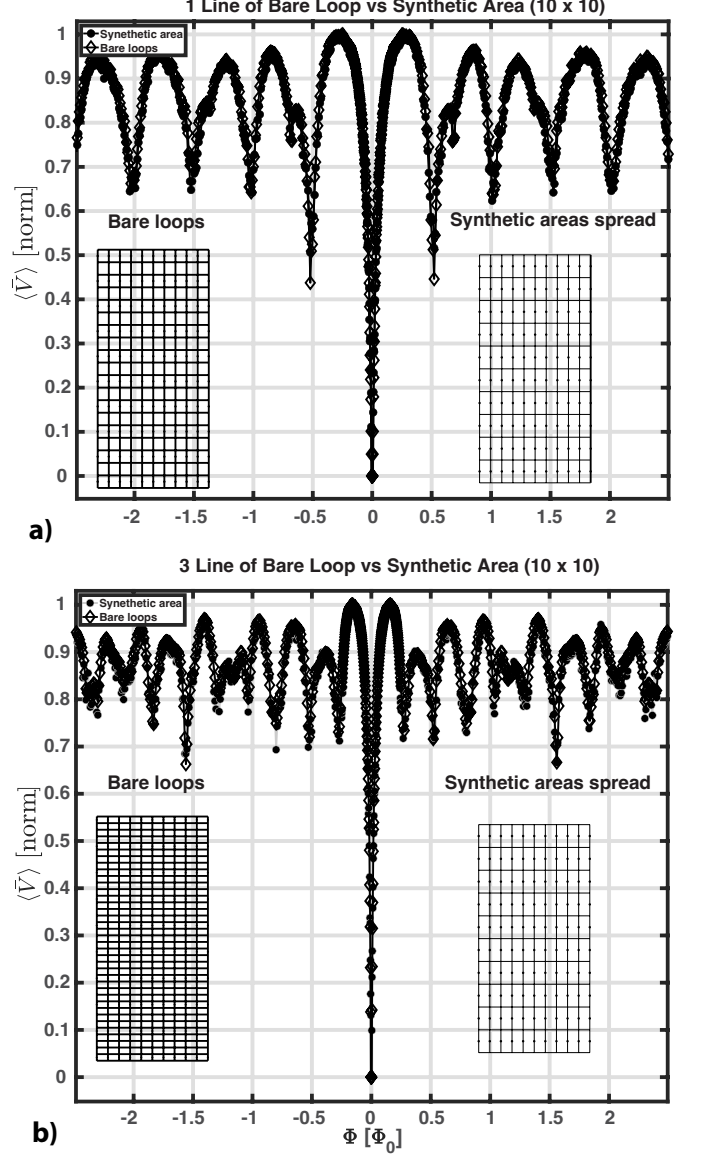 1 Line of Bare Loop vs Synthetic Area (10 x 10)
Synethetic area
Bare loops
1
0.9
0.8
0.7
0.6
0.5
0.4
0.3
0.2
0.1
0
⟨V̄⟩ [norm]
Bare loops
Synthetic areas spread
-2 -1.5 -1 -0.5 0 0.5 1 1.5 2
a)
3 Line of Bare Loop vs Synthetic Area (10 x 10)
Synethetic area
Bare loops
1
0.9
0.8
0.7
0.6
0.5
0.4
0.3
0.2
0.1
0
⟨V̄⟩ [norm]
Bare loops
Synthetic areas spread
-2 -1.5 -1 -0.5 0 0.5 1 1.5 2
b)
Φ [Φ₀]